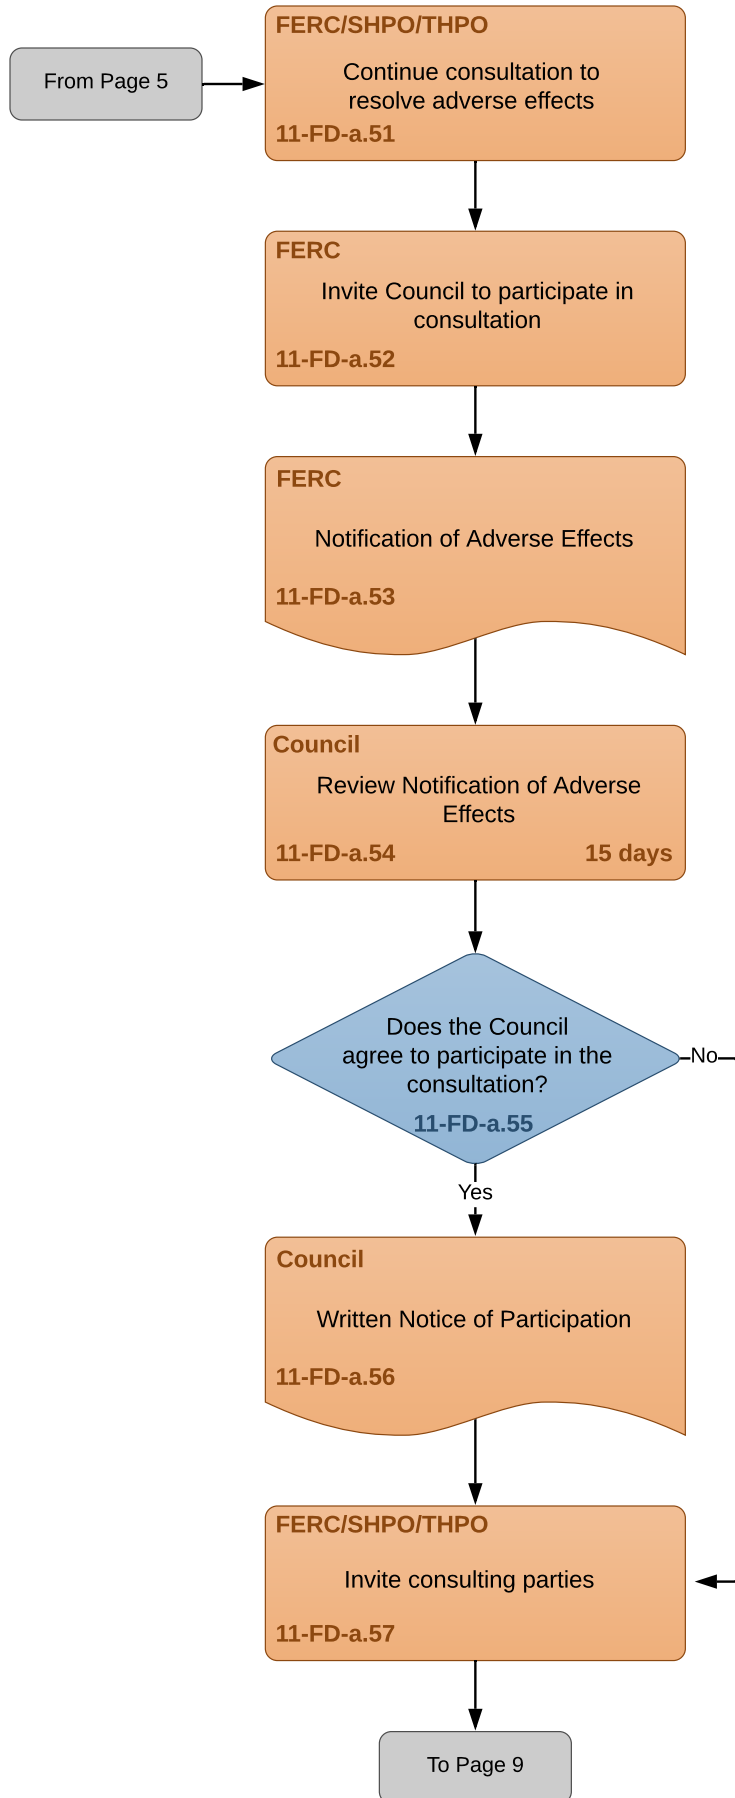 FERC/SHPO/THPO
From Page 5
Continue consultation to
resolve adverse effects
11-FD-a.51
FERC
Invite Council to participate in
consultation
11-FD-a.52
FERC
Notification of Adverse Effects
11-FD-a.53
Council
Review Notification of Adverse
Effects
11-FD-a.54 15 days
Does the Council
agree to participate in the
consultation?
11-FD-a.55
No
Yes
Council
Written Notice of Participation
11-FD-a.56
FERC/SHPO/THPO
Invite consulting parties
11-FD-a.57
To Page 9